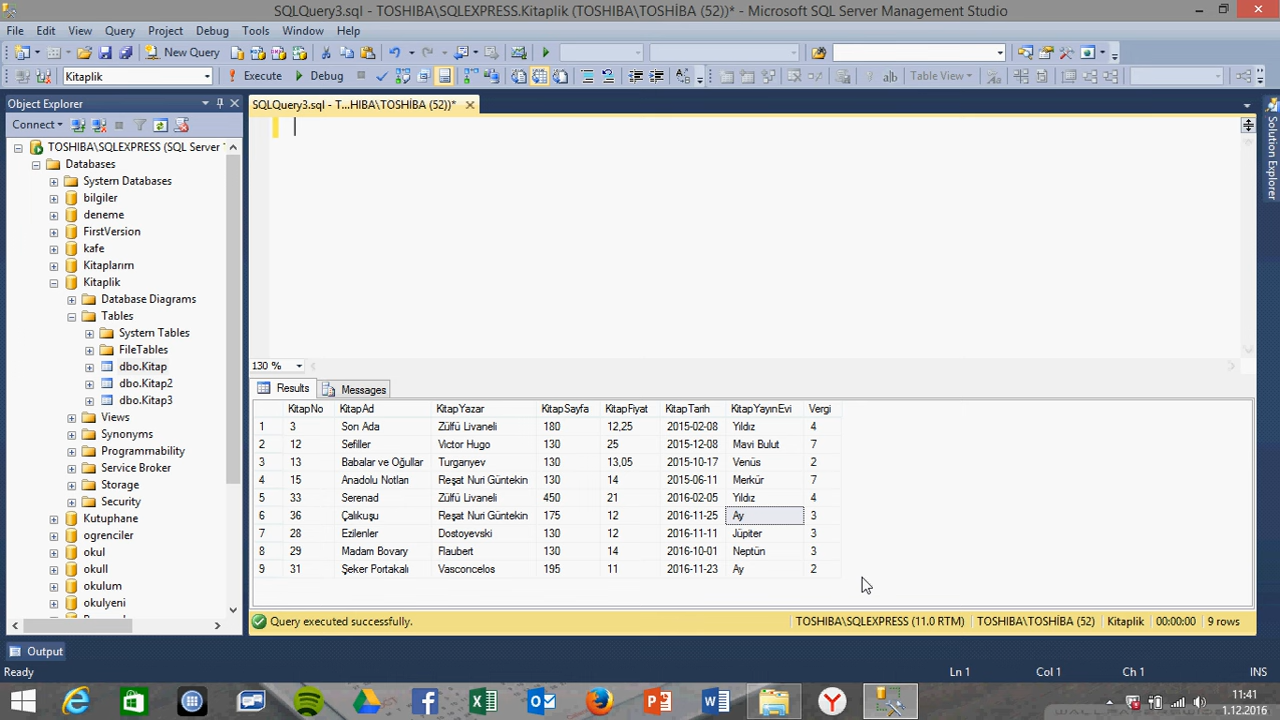 SQLQuery3.sql - TOSHIBA\SQLEXPRESS.Kitaplik (TOSHIBA\TOSHİBA (52))* - Microsoft SQL Server Management Studio
File Edit View Query Project Debug Tools Window Help
New Query
Kitaplik Execute Debug Table View
Object Explorer
SQLQuery3.sql - T...HIBA\TOSHİBA (52))*
Connect
TOSHIBA\SQLEXPRESS (SQL Server
Databases
System Databases
bilgiler
deneme
FirstVersion
kafe
Kitaplarım
Kitaplik
Database Diagrams
Tables
System Tables
FileTables
dbo.Kitap
dbo.Kitap2
dbo.Kitap3
Views
Synonyms
Programmability
Service Broker
Storage
Security
Kutuphane
ogrenciler
okul
okull
okulum
okulyeni
Solution Explorer
130 %
Results Messages
KitapNo KitapAd KitapYazar KitapSayfa KitapFiyat KitapTarih KitapYayınEvi Vergi
1 3 Son Ada Zülfü Livaneli 180 12,25 2015-02-08 Yıldız 4
2 12 Sefiller Victor Hugo 130 25 2015-12-08 Mavi Bulut 7
3 13 Babalar ve Oğullar Turganyev 130 13,05 2015-10-17 Venüs 2
4 15 Anadolu Notları Reşat Nuri Güntekin 130 14 2015-06-11 Merkür 7
5 33 Serenad Zülfü Livaneli 450 21 2016-02-05 Yıldız 4
6 36 Çalıkuşu Reşat Nuri Güntekin 175 12 2016-11-25 Ay 3
7 28 Ezilenler Dostoyevski 130 12 2016-11-11 Jüpiter 3
8 29 Madam Bovary Flaubert 130 14 2016-10-01 Neptün 3
9 31 Şeker Portakalı Vasconcelos 195 11 2016-11-23 Ay 2
Query executed successfully. TOSHIBA\SQLEXPRESS (11.0 RTM) TOSHIBA\TOSHİBA (52) Kitaplik 00:00:00 9 rows
Output
Ready Ln 1 Col 1 Ch 1 INS
11:41
1.12.2016